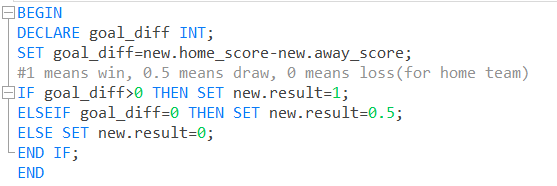 BEGIN
DECLARE goal_diff INT;
SET goal_diff=new.home_score-new.away_score;
#1 means win, 0.5 means draw, 0 means loss(for home team)
IF goal_diff>0 THEN SET new.result=1;
ELSEIF goal_diff=0 THEN SET new.result=0.5;
ELSE SET new.result=0;
END IF;
END